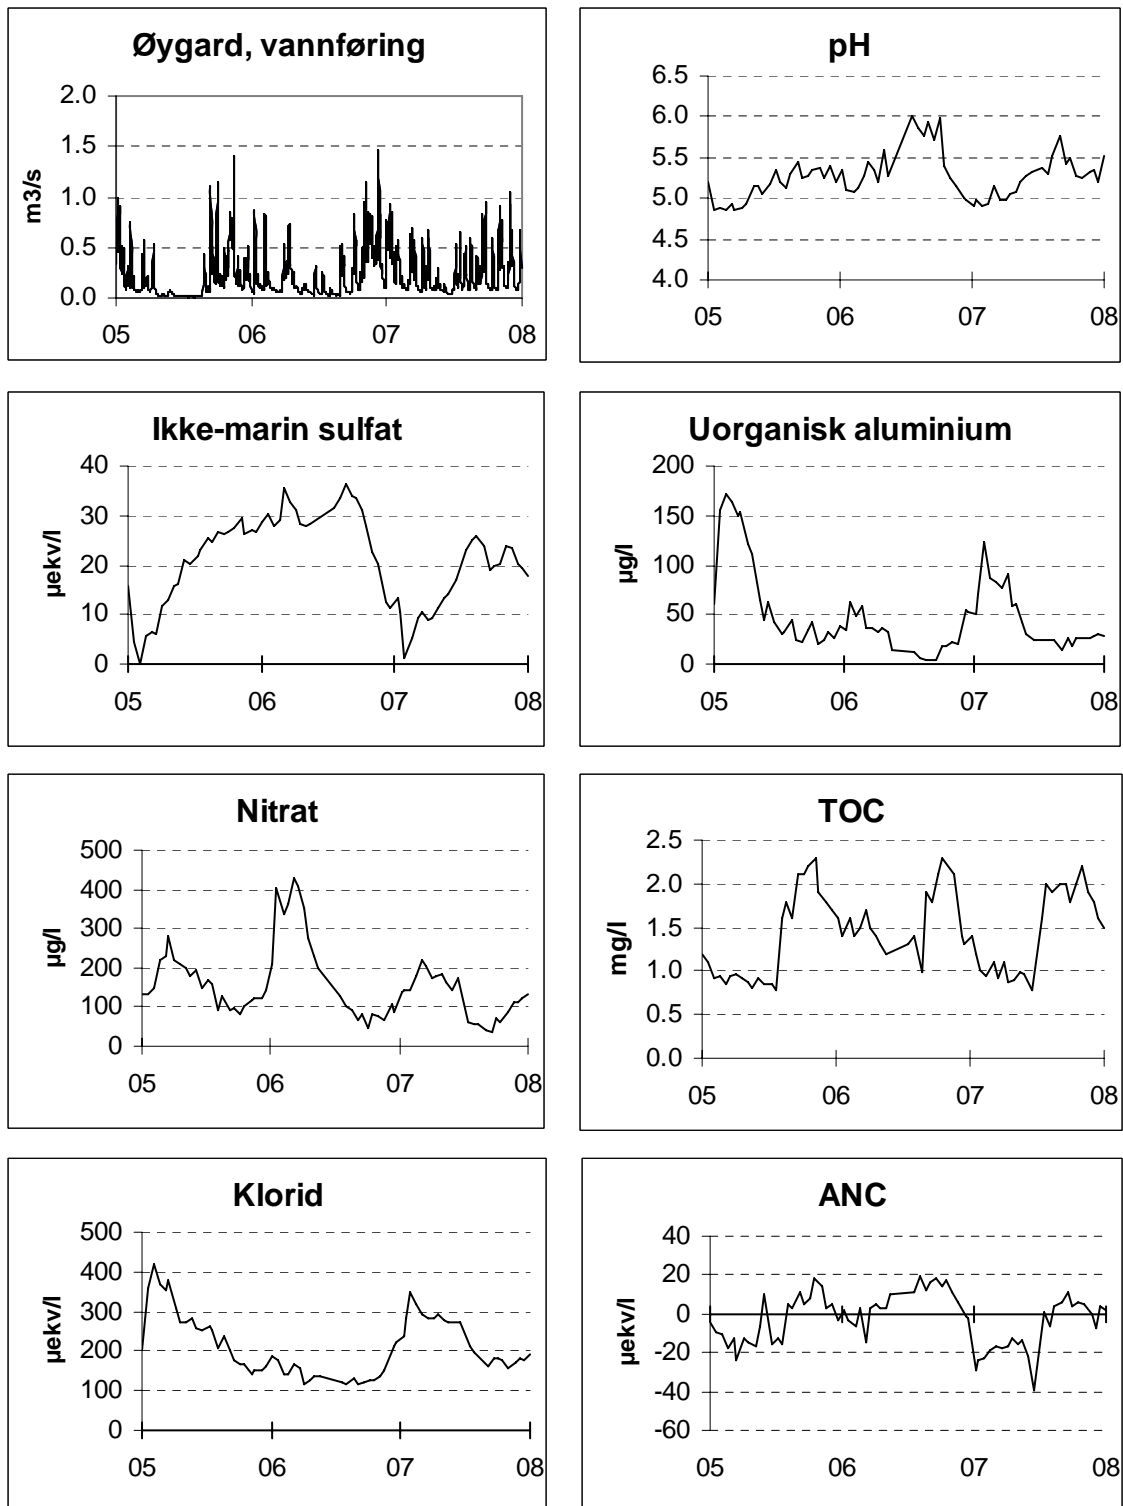 Øygard, vannføring
2.0
1.5
1.0
0.5
0.0
m3/s
05 06 07 08
pH
6.5
6.0
5.5
5.0
4.5
4.0
05 06 07 08
Ikke-marin sulfat
40
30
20
10
0
µekv/l
05 06 07 08
Uorganisk aluminium
200
150
100
50
0
µg/l
05 06 07 08
Nitrat
500
400
300
200
100
0
µg/l
05 06 07 08
TOC
2.5
2.0
1.5
1.0
0.5
0.0
mg/l
05 06 07 08
Klorid
500
400
300
200
100
0
µekv/l
05 06 07 08
ANC
40
20
0
-20
-40
-60
µekv/l
05 06 07 08